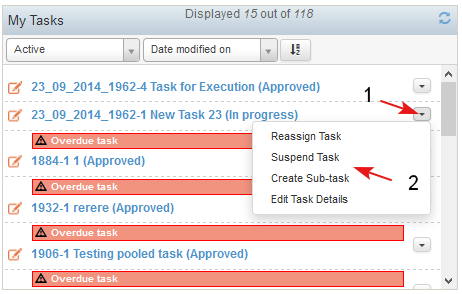 My Tasks
Displayed 15 out of 118
Active
Date modified on
23_09_2014_1962-4 Task for Execution (Approved)
1
23_09_2014_1962-1 New Task 23 (In progress)
Overdue task
Reassign Task
Suspend Task
1884-1 1 (Approved)
Create Sub-task
2
Overdue task
Edit Task Details
1932-1 rerere (Approved)
Overdue task
1906-1 Testing pooled task (Approved)
Overdue task